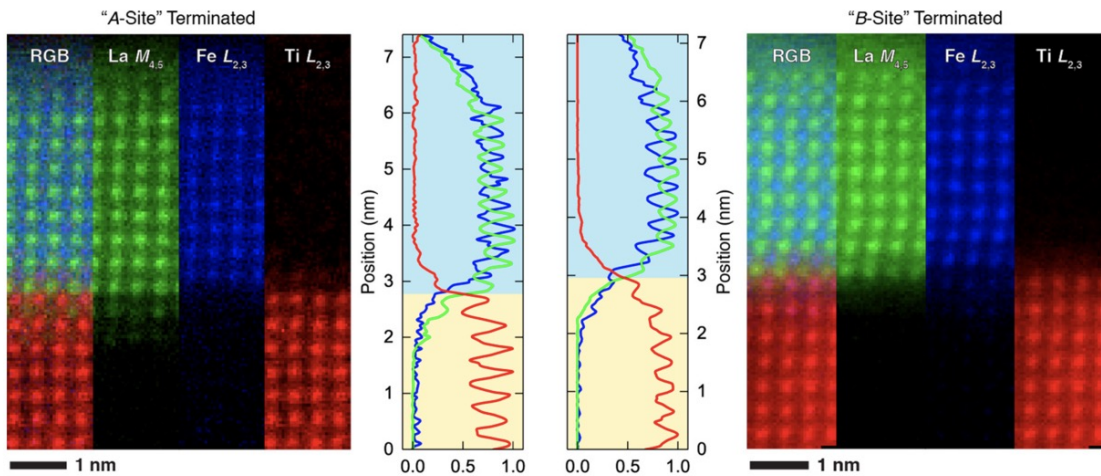 "A-Site" Terminated
"B-Site" Terminated
RGB
La M4,5
Fe L2,3
Ti L2,3
1 nm
7
6
5
4
3
2
1
0
0.0
0.5
1.0
Position (nm)
0.0
0.5
1.0
7
6
5
4
3
2
1
0
Position (nm)
RGB
La M4,5
Fe L2,3
Ti L2,3
1 nm